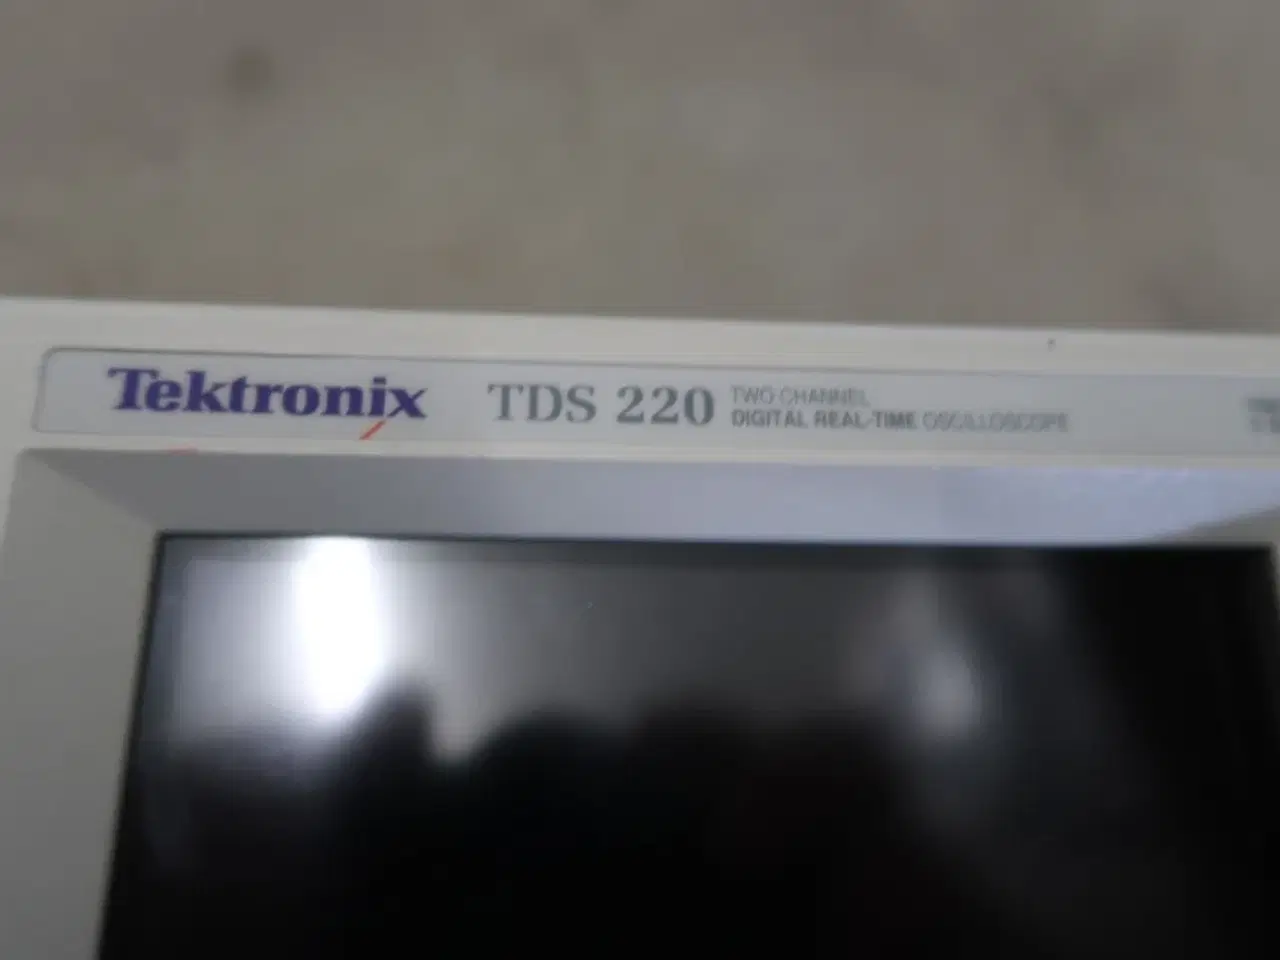 Tektronix TDS 220 TWO CHANNEL
DIGITAL REAL-TIME OSCILLOSCOPE